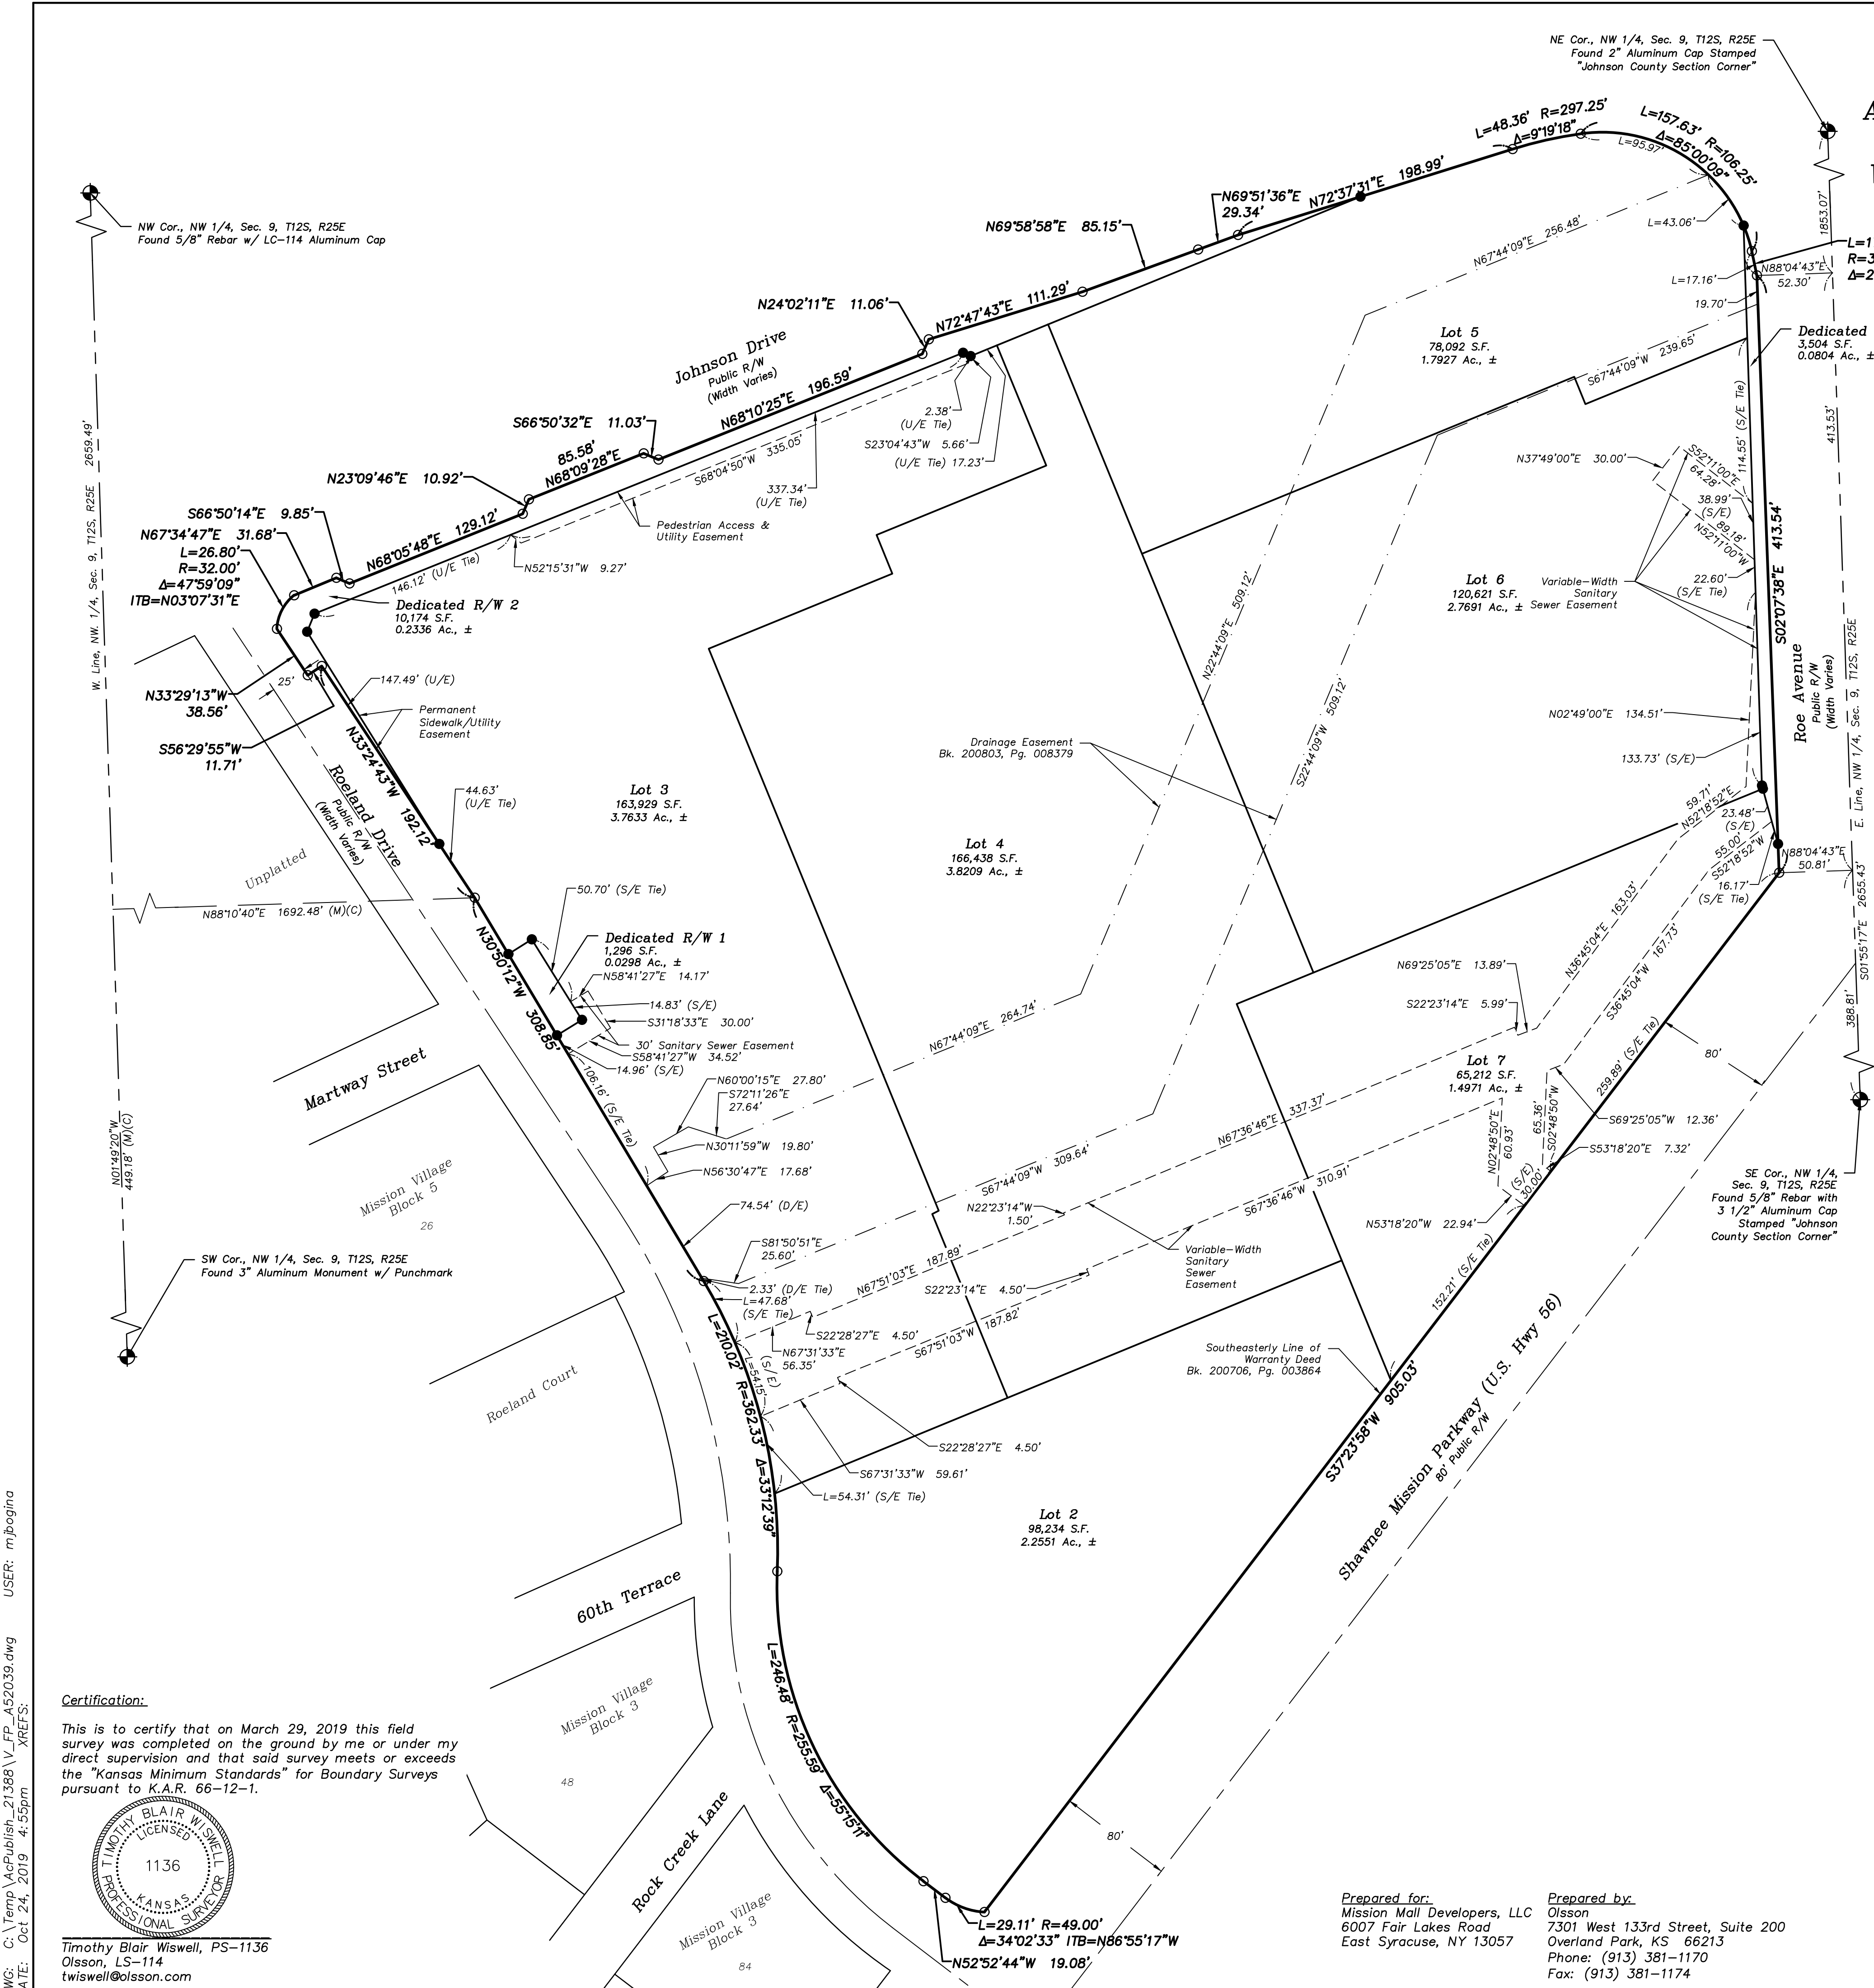 NE Cor., NW 1/4, Sec. 9, T12S, R25E
Found 2" Aluminum Cap Stamped
"Johnson County Section Corner"
NW Cor., NW 1/4, Sec. 9, T12S, R25E
Found 5/8" Rebar w/ LC-114 Aluminum Cap
L=48.36' R=297.25'
Δ=9°19'18"
L=157.63' R=106.25'
Δ=85°00'09"
L=95.97'
L=43.06'
L=17.16'
1853.07'
N88°04'43"E
52.30'
19.70'
N72°37'31"E 198.99'
N69°51'36"E
29.34'
N69°58'58"E 85.15'
N72°47'43"E 111.29'
N24°02'11"E 11.06'
Johnson Drive
Public R/W
(Width Varies)
N68°10'25"E 196.59'
S66°50'32"E 11.03'
85.58'
N68°09'28"E
N23°09'46"E 10.92'
N68°05'48"E 129.12'
S66°50'14"E 9.85'
N67°34'47"E 31.68'
L=26.80'
R=32.00'
Δ=47°59'09"
ITB=N03°07'31"E
N33°29'13"W
38.56'
S56°29'55"W
11.71'
25'
146.12' (U/E Tie)
N52°15'31"W 9.27'
Pedestrian Access &
Utility Easement
S68°04'50"W 335.05'
337.34'
(U/E Tie)
2.38'
(U/E Tie)
S23°04'43"W 5.66'
(U/E Tie) 17.23'
Dedicated R/W 2
10,174 S.F.
0.2336 Ac., ±
147.49' (U/E)
Permanent
Sidewalk/Utility
Easement
N33°24'43"W 192.12'
Roeland Drive
Public R/W
(Width Varies)
44.63'
(U/E Tie)
Unplatted
N88°10'40"E 1692.48' (M)(C)
W. Line, NW. 1/4, Sec. 9, T12S, R25E 2659.49'
N01°49'20"W
449.18' (M)(C)
Lot 3
163,929 S.F.
3.7633 Ac., ±
Lot 4
166,438 S.F.
3.8209 Ac., ±
Lot 5
78,092 S.F.
1.7927 Ac., ±
N67°44'09"E 256.48'
S67°44'09"W 239.65'
Dedicated
3,504 S.F.
0.0804 Ac., ±
L=1
R=3
Δ=2
114.55' (S/E Tie)
413.53'
N37°49'00"E 30.00'
S52°11'00"E
64.28'
38.99'
(S/E)
89.18'
N52°11'00"W
22.60'
(S/E Tie)
Lot 6
120,621 S.F.
2.7691 Ac., ±
Variable-Width
Sanitary
Sewer Easement
S02°07'38"E 413.54'
Roe Avenue
Public R/W
(Width Varies)
E. Line, NW 1/4, Sec. 9, T12S, R25E
S01°55'17"E 2655.43'
388.81'
N02°49'00"E 134.51'
133.73' (S/E)
Drainage Easement
Bk. 200803, Pg. 008379
N22°44'09"E 509.12'
S22°44'09"W 509.12'
59.71'
N52°18'52"E
23.48'
(S/E)
55.00'
S52°18'52"W
16.17'
(S/E Tie)
N88°04'43"E
50.81'
50.70' (S/E Tie)
Dedicated R/W 1
1,296 S.F.
0.0298 Ac., ±
N58°41'27"E 14.17'
14.83' (S/E)
S31°18'33"E 30.00'
30' Sanitary Sewer Easement
S58°41'27"W 34.52'
14.96' (S/E)
N30°50'12"W 308.85'
106.16' (S/E Tie)
N60°00'15"E 27.80'
S72°11'26"E
27.64'
N30°11'59"W 19.80'
N56°30'47"E 17.68'
N67°44'09"E 264.74'
S67°44'09"W 309.64'
N36°45'04"E 163.03'
S36°45'04"W 167.73'
N69°25'05"E 13.89'
S22°23'14"E 5.99'
Lot 7
65,212 S.F.
1.4971 Ac., ±
259.89' (S/E Tie)
80'
N67°36'46"E 337.37'
S67°36'46"W 310.91'
N02°48'50"E
60.93'
65.36'
S02°48'50"W
S69°25'05"W 12.36'
S53°18'20"E 7.32'
(S/E)
30.00'
N53°18'20"W 22.94'
SE Cor., NW 1/4,
Sec. 9, T12S, R25E
Found 5/8" Rebar with
3 1/2" Aluminum Cap
Stamped "Johnson
County Section Corner"
Martway Street
Mission Village
Block 5
26
SW Cor., NW 1/4, Sec. 9, T12S, R25E
Found 3" Aluminum Monument w/ Punchmark
74.54' (D/E)
S81°50'51"E
25.60'
2.33' (D/E Tie)
L=47.68'
(S/E Tie)
N22°23'14"W
1.50'
N67°51'03"E 187.89'
S22°23'14"E 4.50'
Variable-Width
Sanitary
Sewer
Easement
S22°28'27"E 4.50'
N67°31'33"E
56.35'
S67°51'03"W 187.82'
L=54.15'
(S/E)
L=210.02' R=362.33' Δ=33°12'39"
S22°28'27"E 4.50'
S67°31'33"W 59.61'
L=54.31' (S/E Tie)
152.21' (S/E Tie)
Southeasterly Line of
Warranty Deed
Bk. 200706, Pg. 003864
S37°23'58"W 905.03'
Shawnee Mission Parkway (U.S. Hwy 56)
80' Public R/W
Roeland Court
Lot 2
98,234 S.F.
2.2551 Ac., ±
60th Terrace
Mission Village
Block 3
48
L=246.48' R=255.59' Δ=55°15'11"
Rock Creek Lane
Mission Village
Block 3
84
80'
L=29.11' R=49.00'
Δ=34°02'33" ITB=N86°55'17"W
N52°52'44"W 19.08'
Certification:
This is to certify that on March 29, 2019 this field
survey was completed on the ground by me or under my
direct supervision and that said survey meets or exceeds
the "Kansas Minimum Standards" for Boundary Surveys
pursuant to K.A.R. 66-12-1.
TIMOTHY BLAIR WISWELL
LICENSED
1136
KANSAS
PROFESSIONAL SURVEYOR
Timothy Blair Wiswell, PS-1136
Olsson, LS-114
twiswell@olsson.com
Prepared for:
Mission Mall Developers, LLC
6007 Fair Lakes Road
East Syracuse, NY 13057
Prepared by:
Olsson
7301 West 133rd Street, Suite 200
Overland Park, KS 66213
Phone: (913) 381-1170
Fax: (913) 381-1174
WG: C:\Temp\AcPublish_21388\V_FP_A52039.dwg USER: mjbogina
ATE: Oct 24, 2019 4:55pm XREFS: